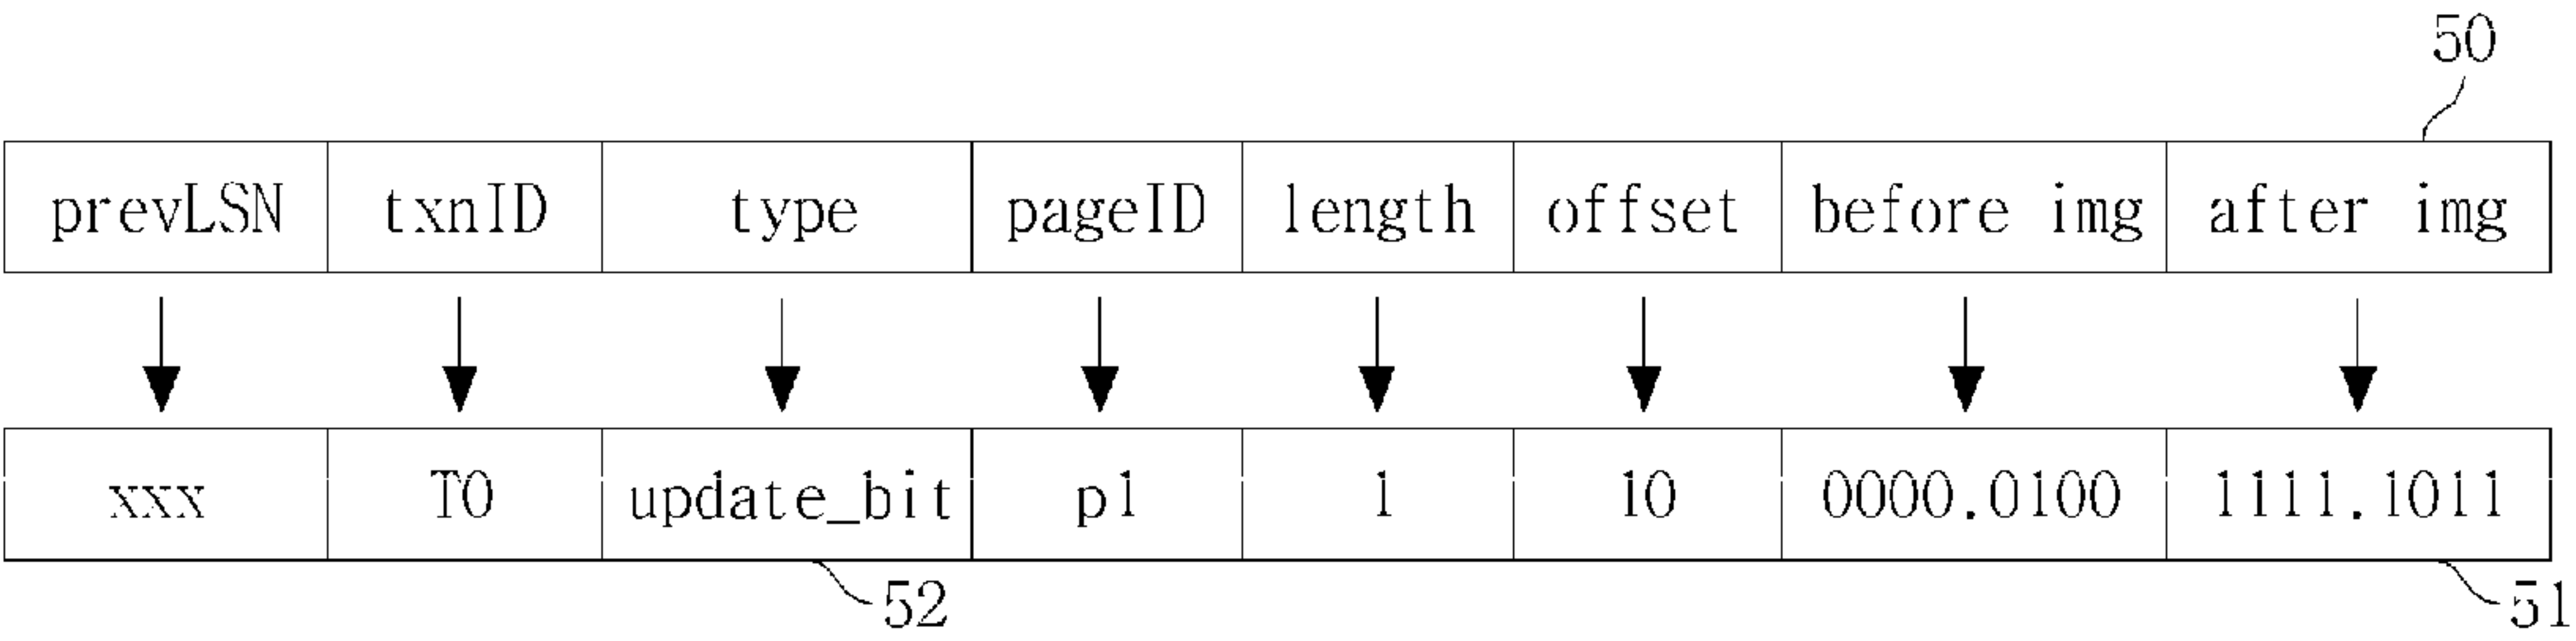 50
prevLSN txnID type pageID length offset before img after img
xxx T0 update_bit p1 1 10 0000.0100 1111.1011
52 51